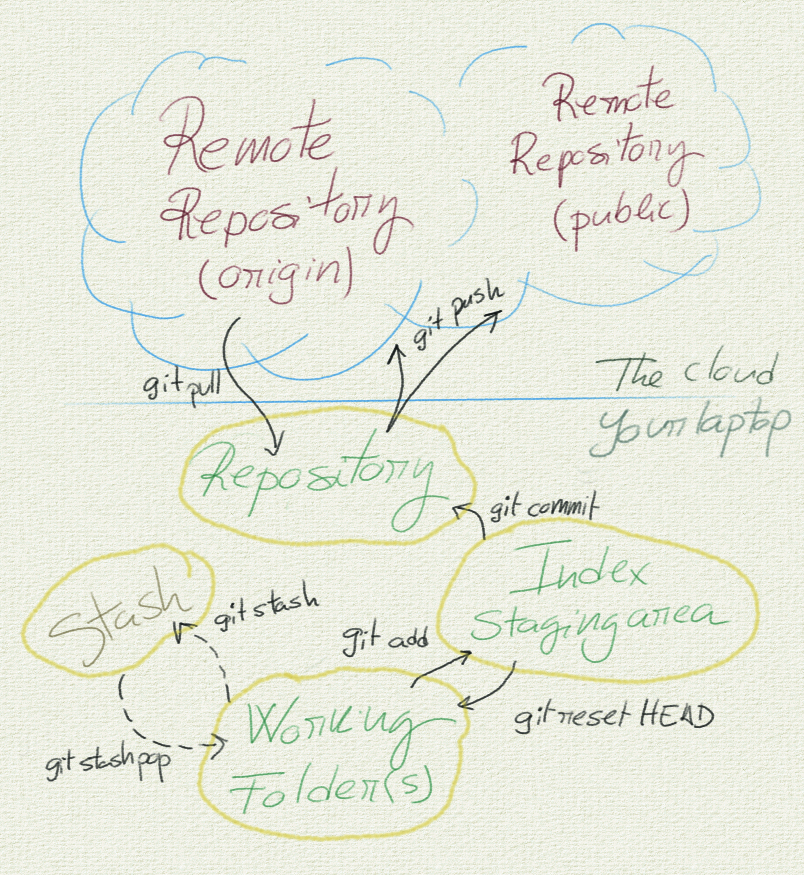 Remote
Repository
(origin)
Remote
Repository
(public)
git pull
git push
The cloud
Your laptop
Repository
git commit
Index
Staging area
Stash
git stash
git add
git reset HEAD
git stash pop
Working
Folder(s)